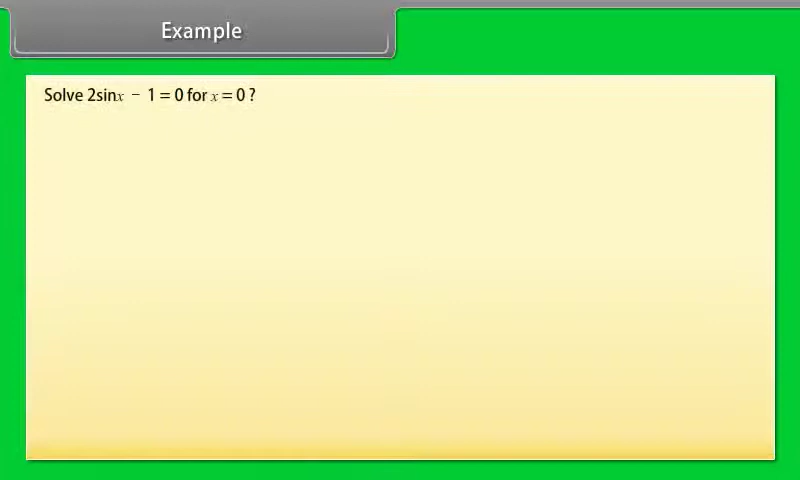 Example
Solve 2sinx − 1 = 0 for x = 0 ?